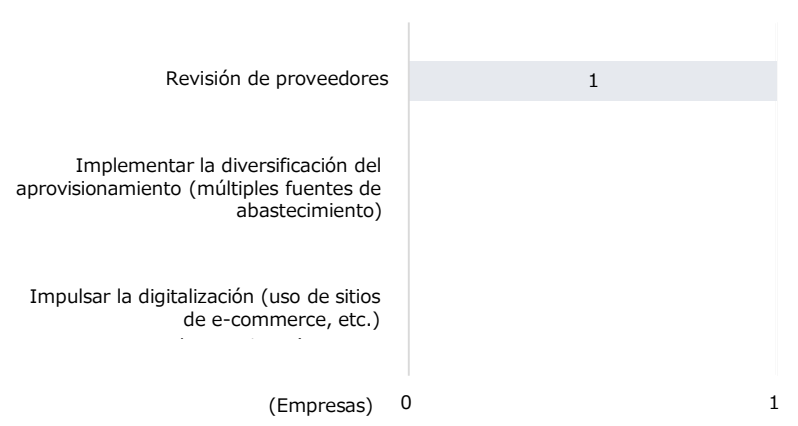 Revisión de proveedores
1
Implementar la diversificación del
aprovisionamiento (múltiples fuentes de
abastecimiento)
Impulsar la digitalización (uso de sitios
de e-commerce, etc.)
(Empresas) 0 1